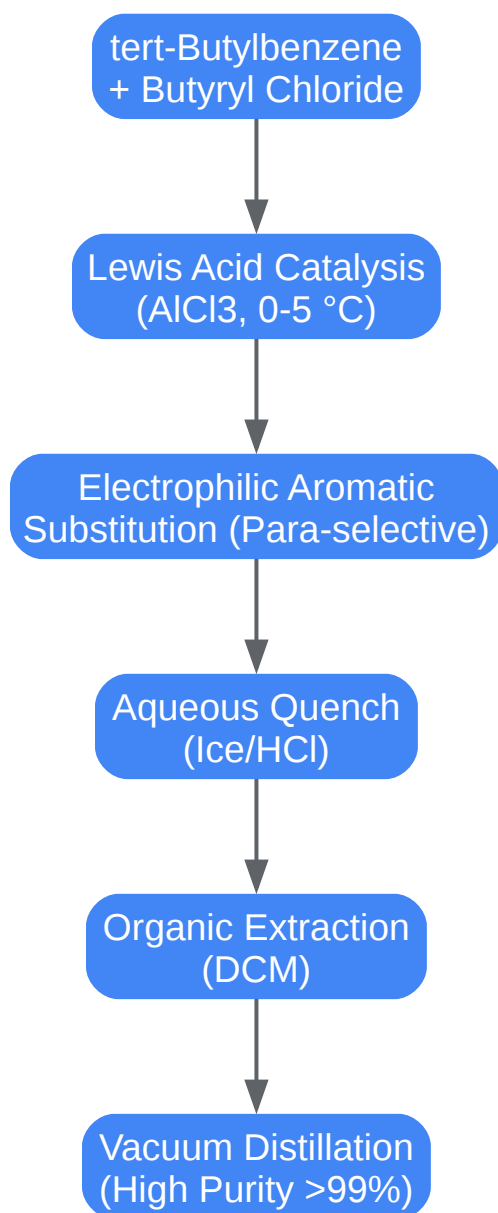 tert-Butylbenzene
+ Butyryl Chloride
Lewis Acid Catalysis
(AlCl3, 0-5 °C)
Electrophilic Aromatic
Substitution (Para-selective)
Aqueous Quench
(Ice/HCl)
Organic Extraction
(DCM)
Vacuum Distillation
(High Purity >99%)